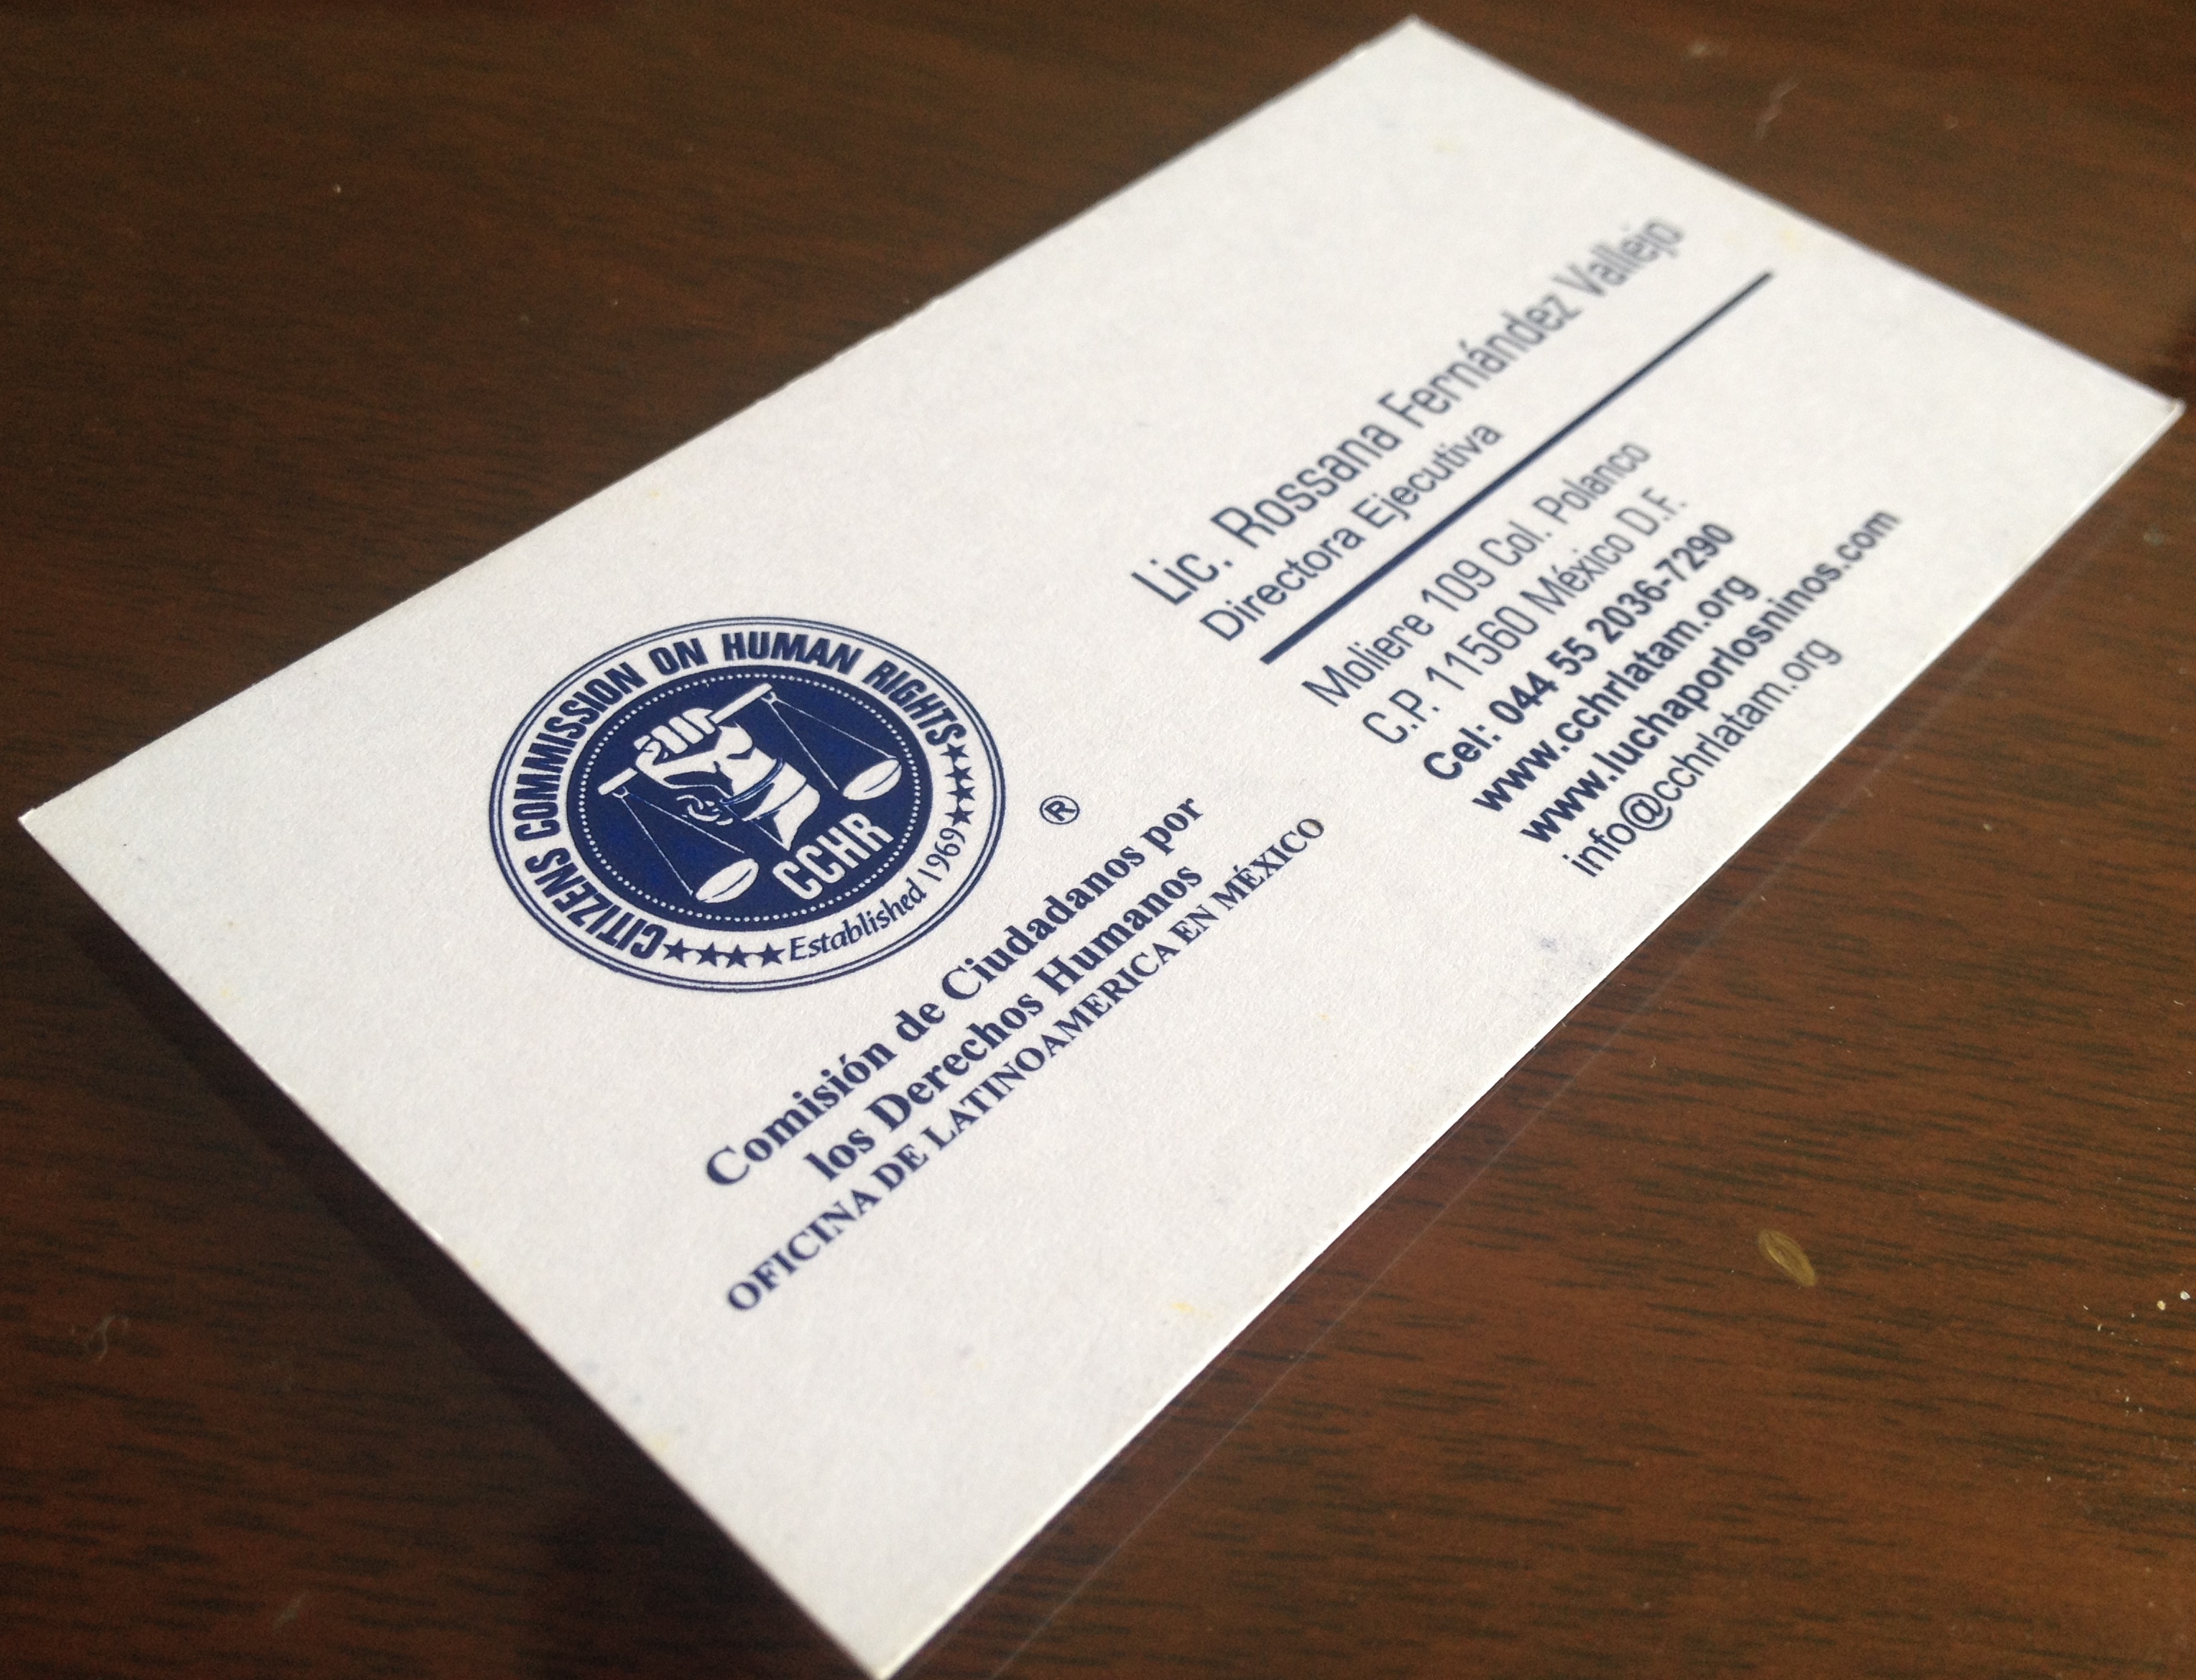 CITIZENS COMMISSION ON HUMAN RIGHTS
Established 1969
CCHR
®
Comisión de Ciudadanos por
los Derechos Humanos
OFICINA DE LATINOAMERICA EN MÉXICO
Lic. Rossana Fernández Vallejo
Directora Ejecutiva
Moliere 109 Col. Polanco
C.P. 11560 México D.F.
Cel: 044 55 2036-7290
www.cchrlatam.org
www.luchaporlosninos.com
info@cchrlatam.org